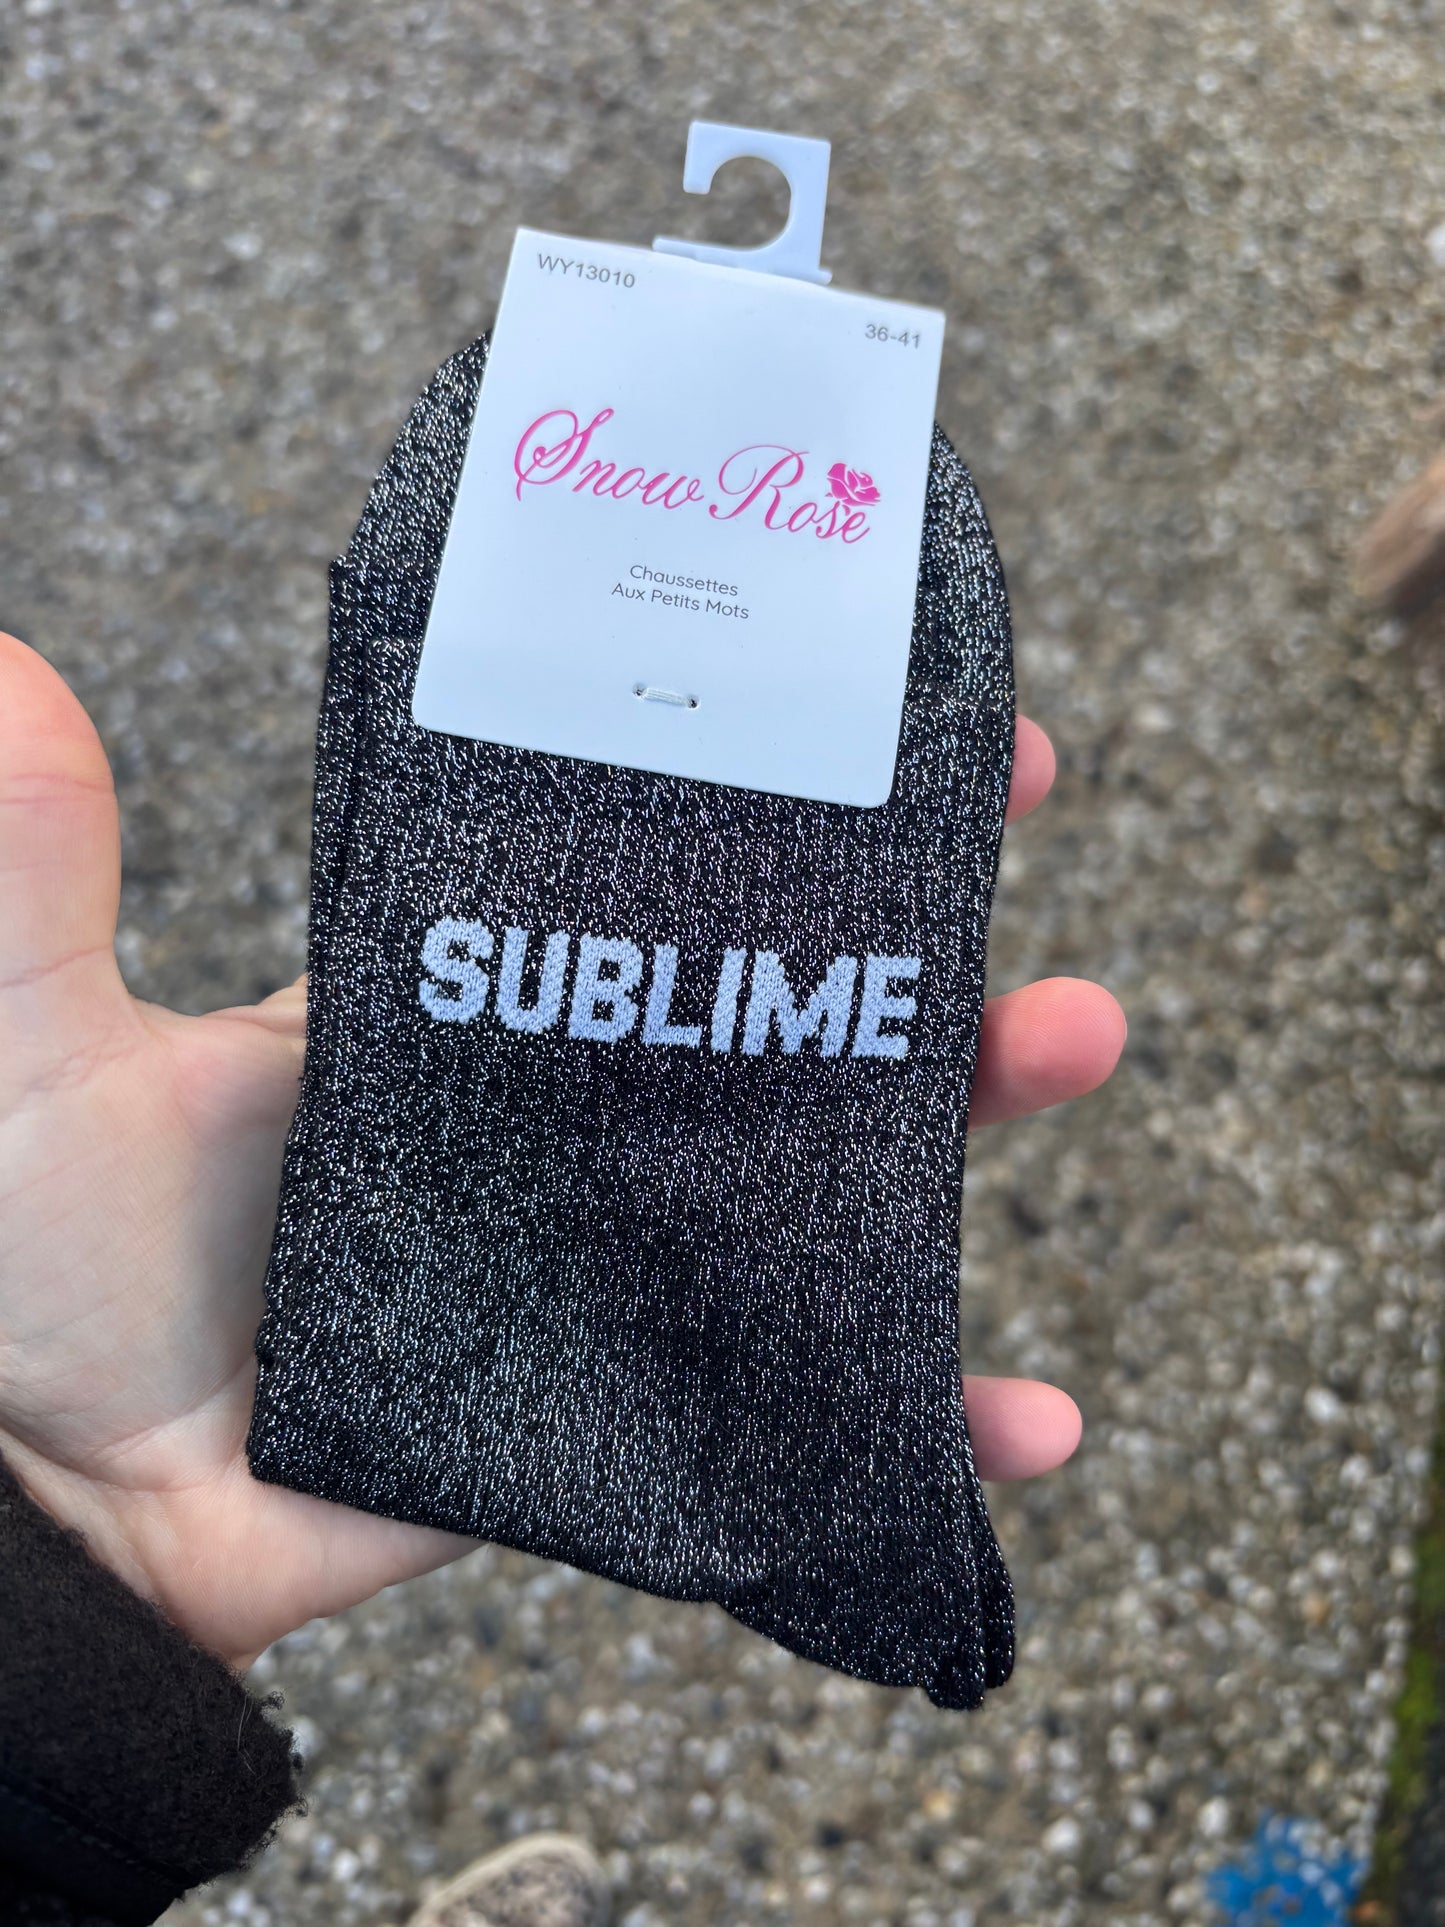 WY13010
36-41
Snow Rose
Chaussettes
Aux Petits Mots
SUBLIME